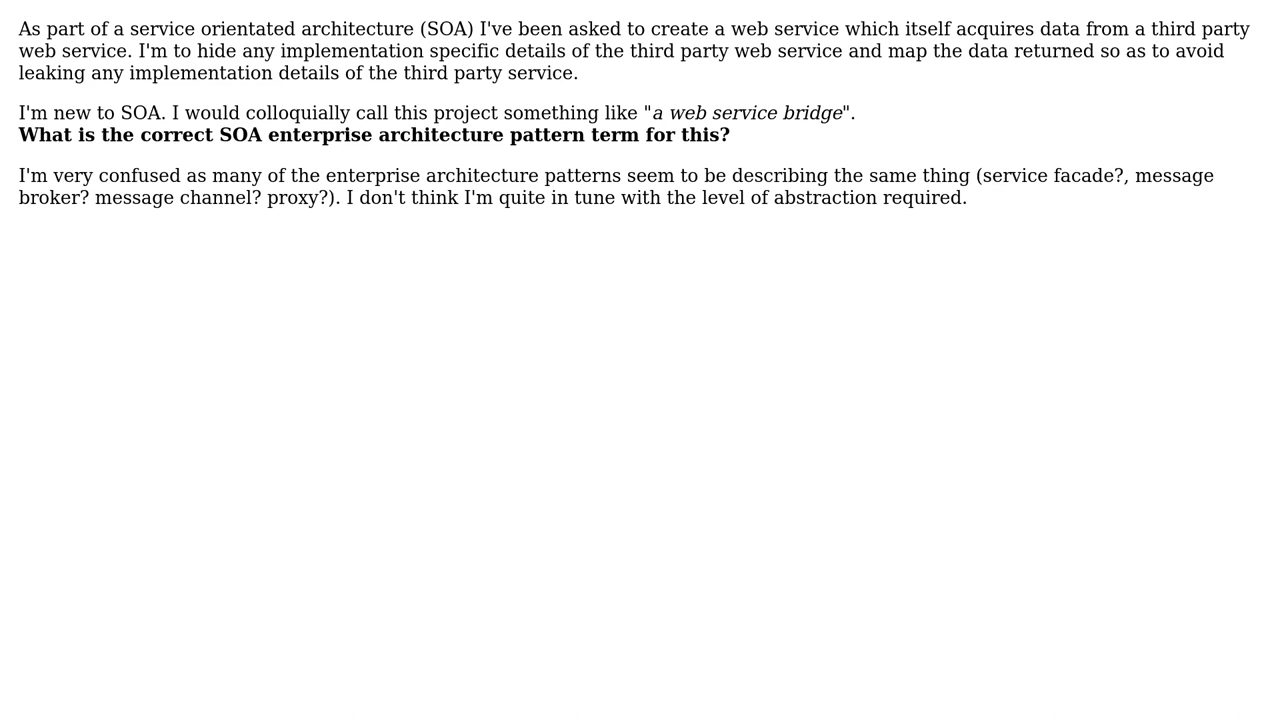 As part of a service orientated architecture (SOA) I've been asked to create a web service which itself acquires data from a third party
web service. I'm to hide any implementation specific details of the third party web service and map the data returned so as to avoid
leaking any implementation details of the third party service.
I'm new to SOA. I would colloquially call this project something like "a web service bridge".
What is the correct SOA enterprise architecture pattern term for this?
I'm very confused as many of the enterprise architecture patterns seem to be describing the same thing (service facade?, message
broker? message channel? proxy?). I don't think I'm quite in tune with the level of abstraction required.